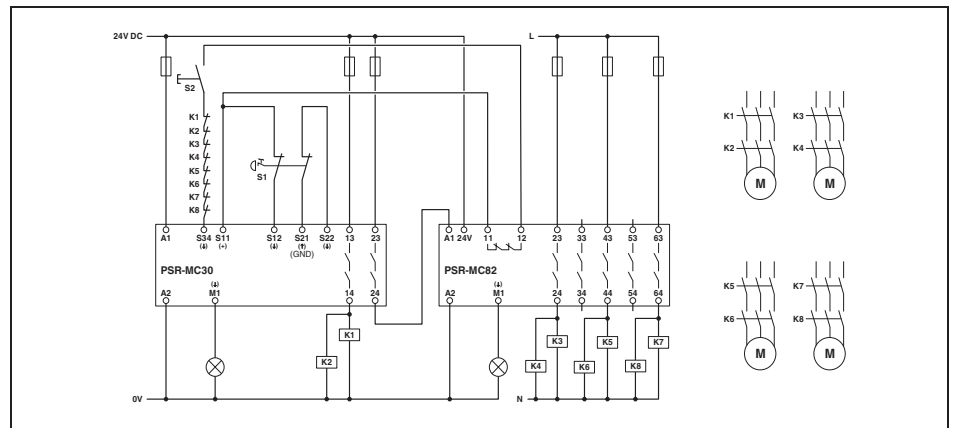 24V DC
L
S2
K1
K2
K3
K4
K5
K6
K7
K8
S1
A1 S34 S11 S12 S21 S22 13 23
(↓) (+) (↓) (↑) (↓)
(GND)
PSR-MC30
(↓)
A2 M1 14 24
K1
K2
0V
A1 24V 11 12 23 33 43 53 63
PSR-MC82
(↓)
A2 M1 24 34 44 54 64
K3 K5 K7
K4 K6 K8
N
K1 K3
K2 K4
M M
K5 K7
K6 K8
M M